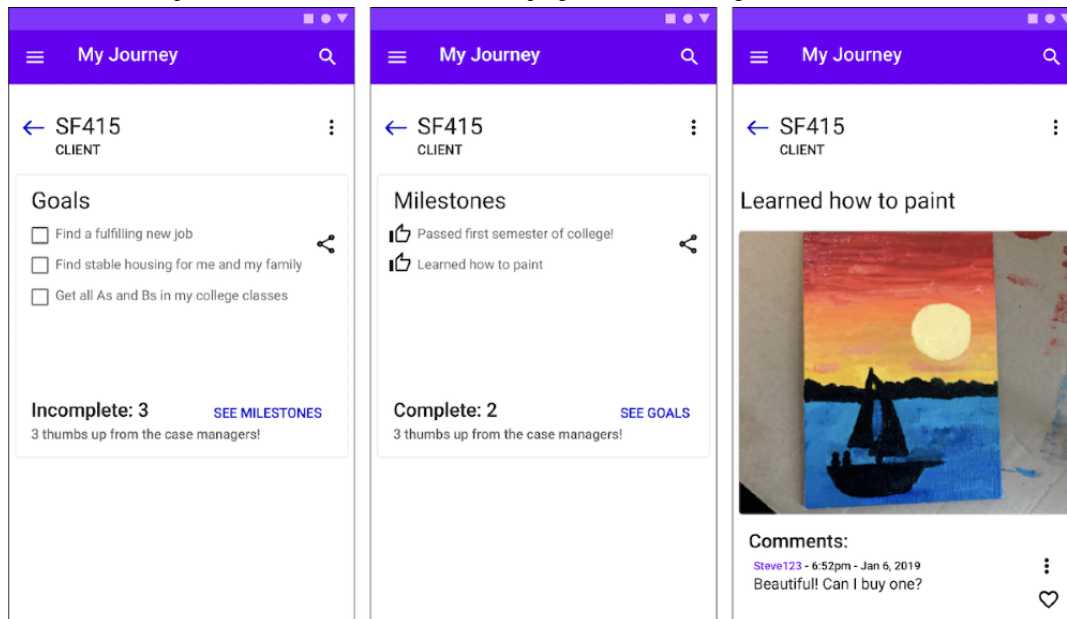 My Journey
SF415
CLIENT
Goals
Find a fulfilling new job
Find stable housing for me and my family
Get all As and Bs in my college classes
Incomplete: 3
SEE MILESTONES
3 thumbs up from the case managers!
My Journey
SF415
CLIENT
Milestones
Passed first semester of college!
Learned how to paint
Complete: 2
SEE GOALS
3 thumbs up from the case managers!
My Journey
SF415
CLIENT
Learned how to paint
Comments:
Steve123 - 6:52pm - Jan 6, 2019
Beautiful! Can I buy one?